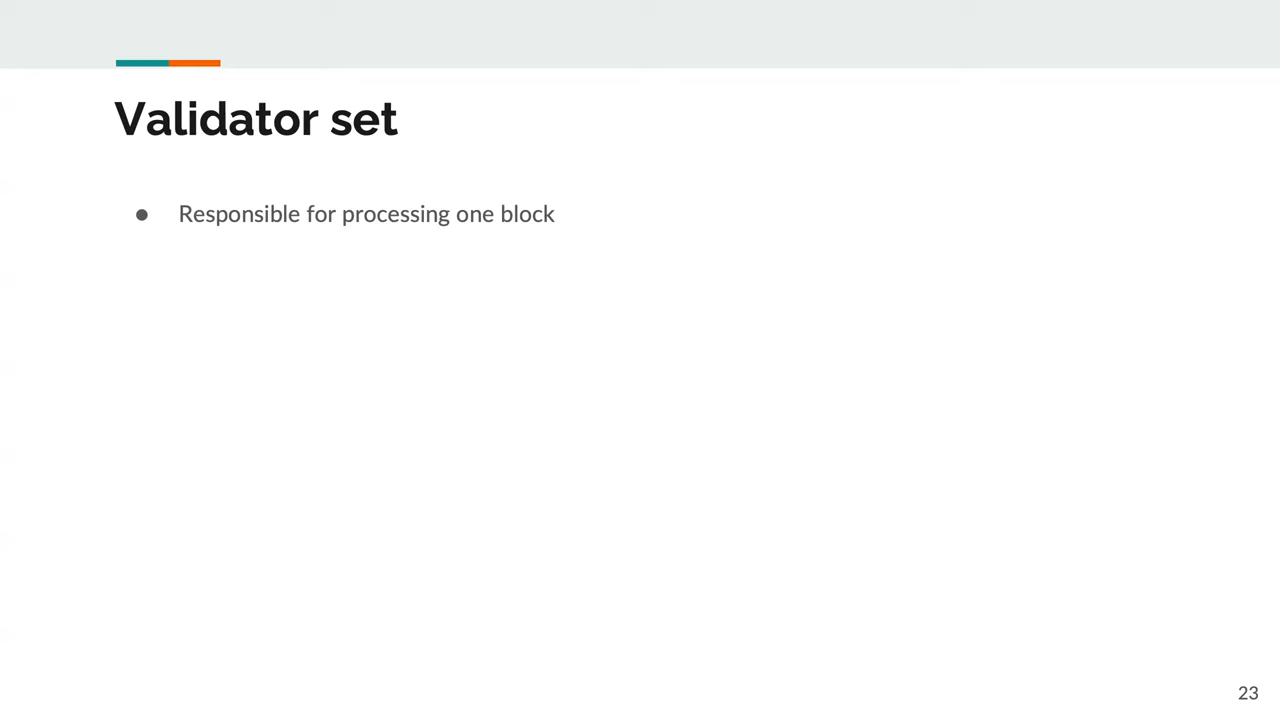 Validator set
● Responsible for processing one block
23